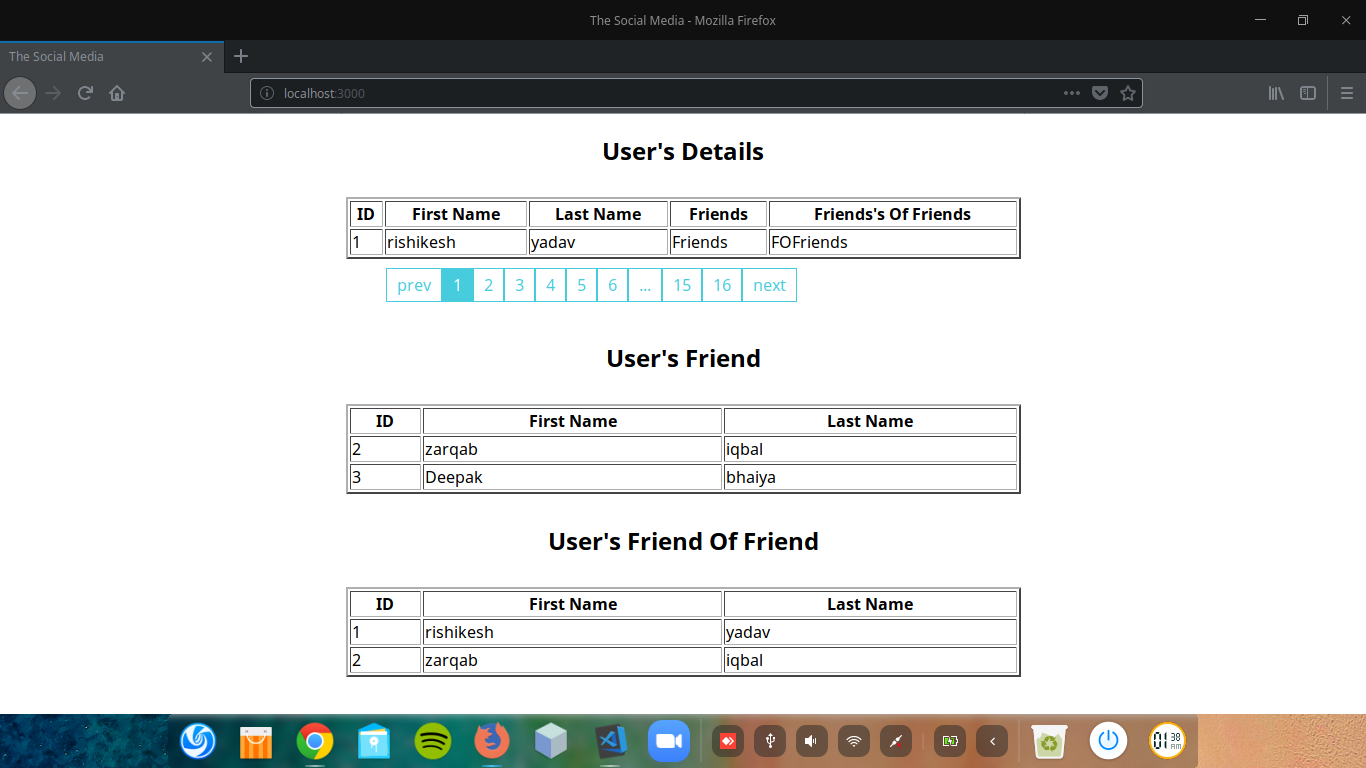 The Social Media - Mozilla Firefox
The Social Media
localhost:3000
User's Details
ID First Name Last Name Friends Friends's Of Friends
1 rishikesh yadav Friends FOFriends
prev 1 2 3 4 5 6 ... 15 16 next
User's Friend
ID First Name Last Name
2 zarqab iqbal
3 Deepak bhaiya
User's Friend Of Friend
ID First Name Last Name
1 rishikesh yadav
2 zarqab iqbal
01 38 AM